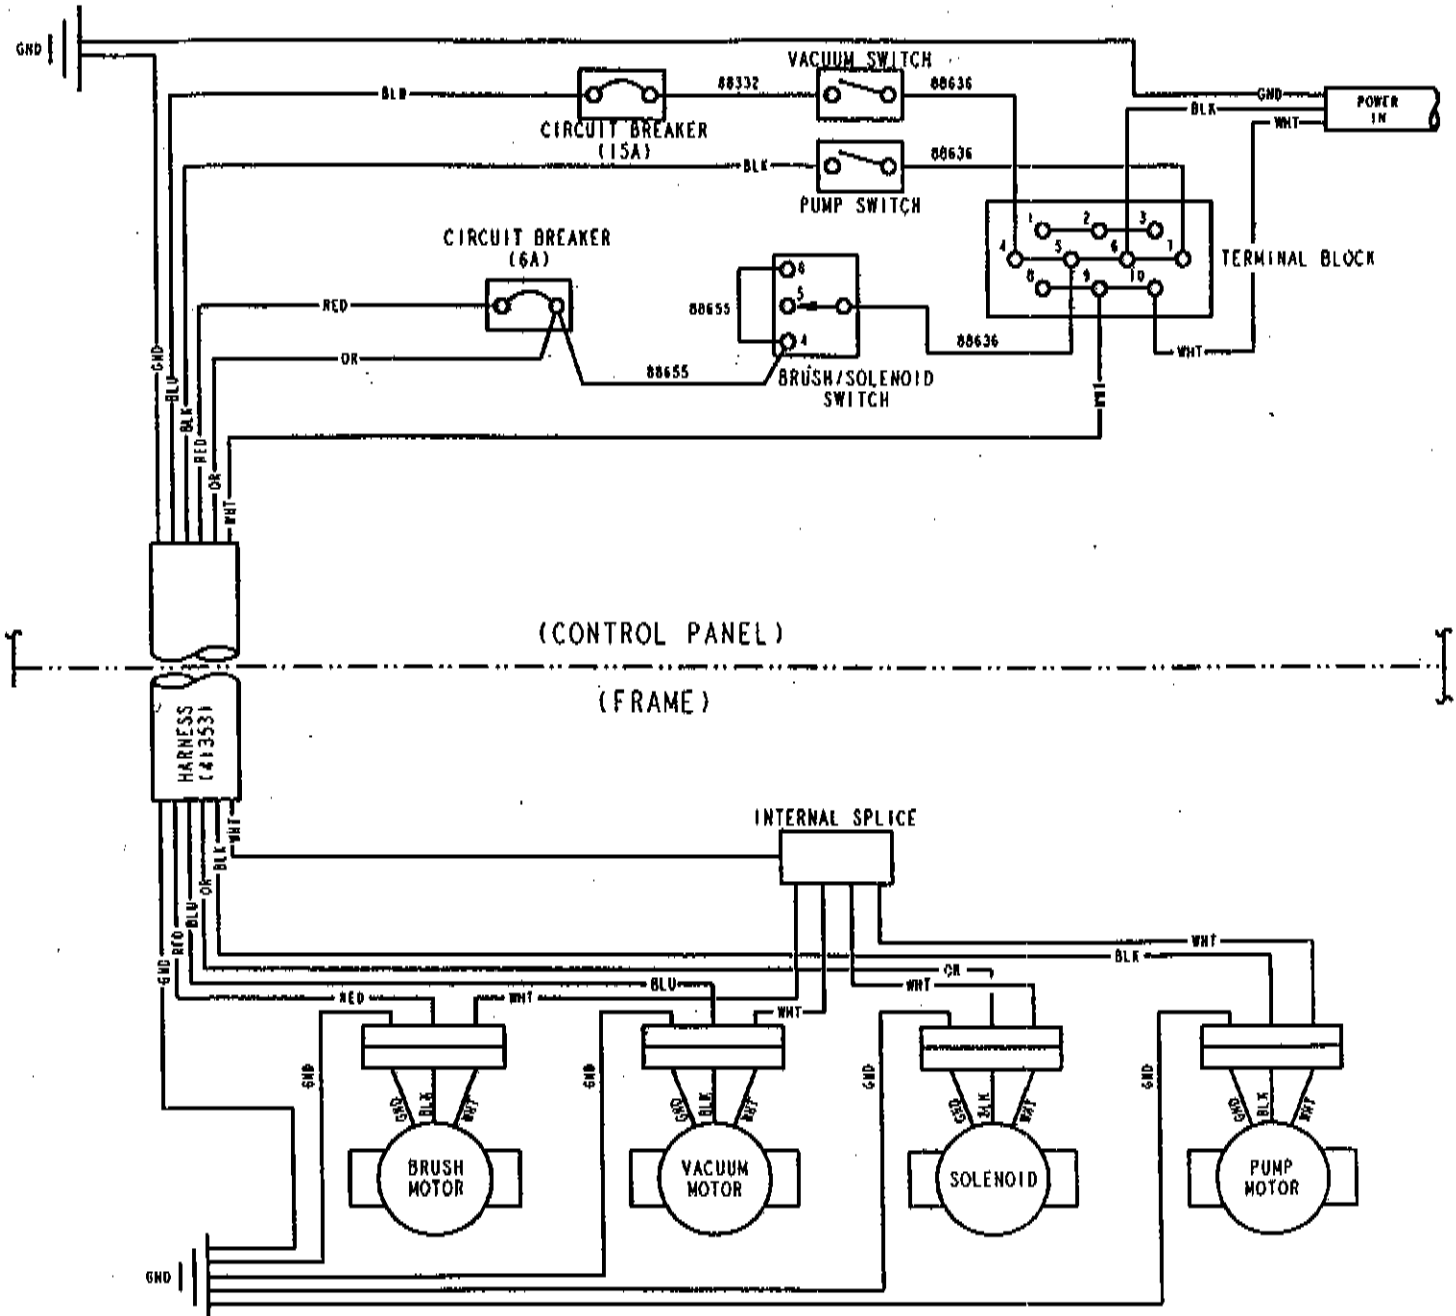 GND
VACUUM SWITCH
BLU
88332
88636
GND
BLK
WHT
POWER
IN
CIRCUIT BREAKER
(15A)
BLK
88636
PUMP SWITCH
CIRCUIT BREAKER
(6A)
1
2
3
4
5
6
7
8
9
10
TERMINAL BLOCK
RED
6
5
4
88655
OR
88655
88636
WHT
BRUSH/SOLENOID
SWITCH
WHT
GND
BLU
BLK
RED
OR
WHT
(CONTROL PANEL)
(FRAME)
HARNESS
(41353)
INTERNAL SPLICE
GND
RED
BLU
OR
BLK
WHT
WHT
BLK
OR
RED
WHT
BLU
WHT
WHT
GND
GND
GND
GND
GND
BLK
WHT
GND
BLK
WHT
GND
BLK
WHT
GND
BLK
WHT
BRUSH
MOTOR
VACUUM
MOTOR
SOLENOID
PUMP
MOTOR
GND